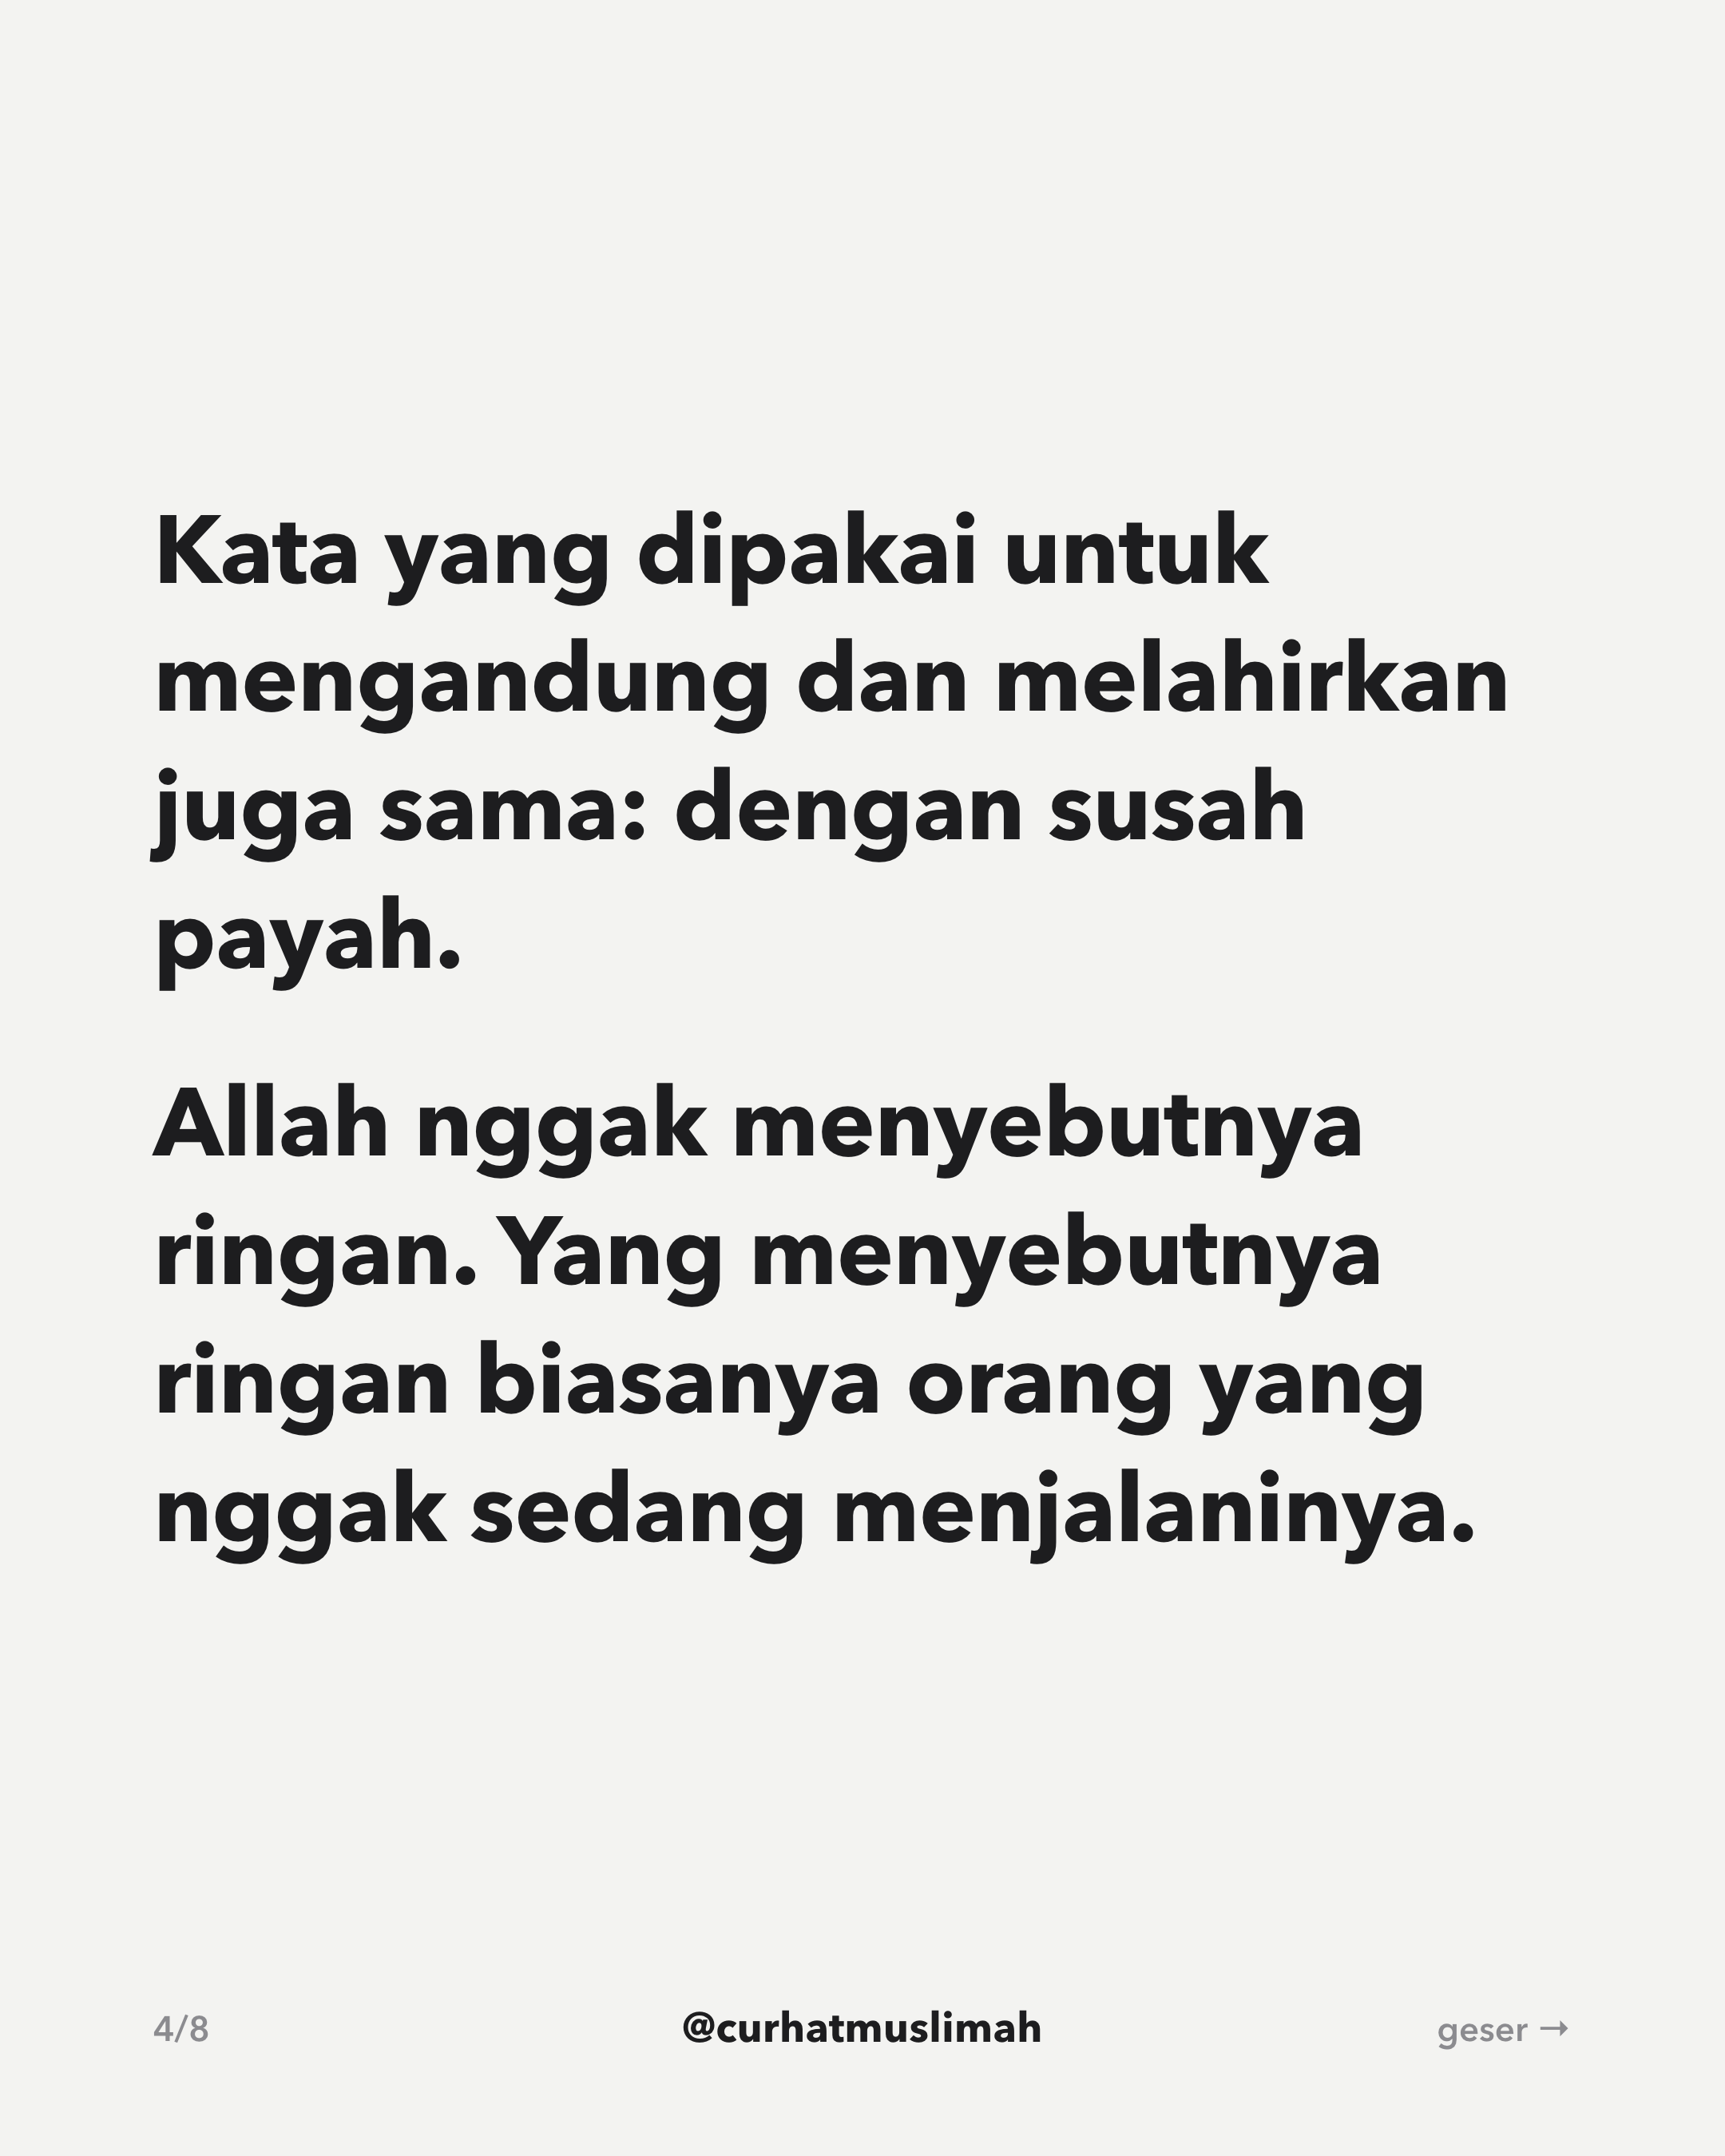 Kata yang dipakai untuk
mengandung dan melahirkan
juga sama: dengan susah
payah.
Allah nggak menyebutnya
ringan. Yang menyebutnya
ringan biasanya orang yang
nggak sedang menjalaninya.
4/8
@curhatmuslimah
geser →